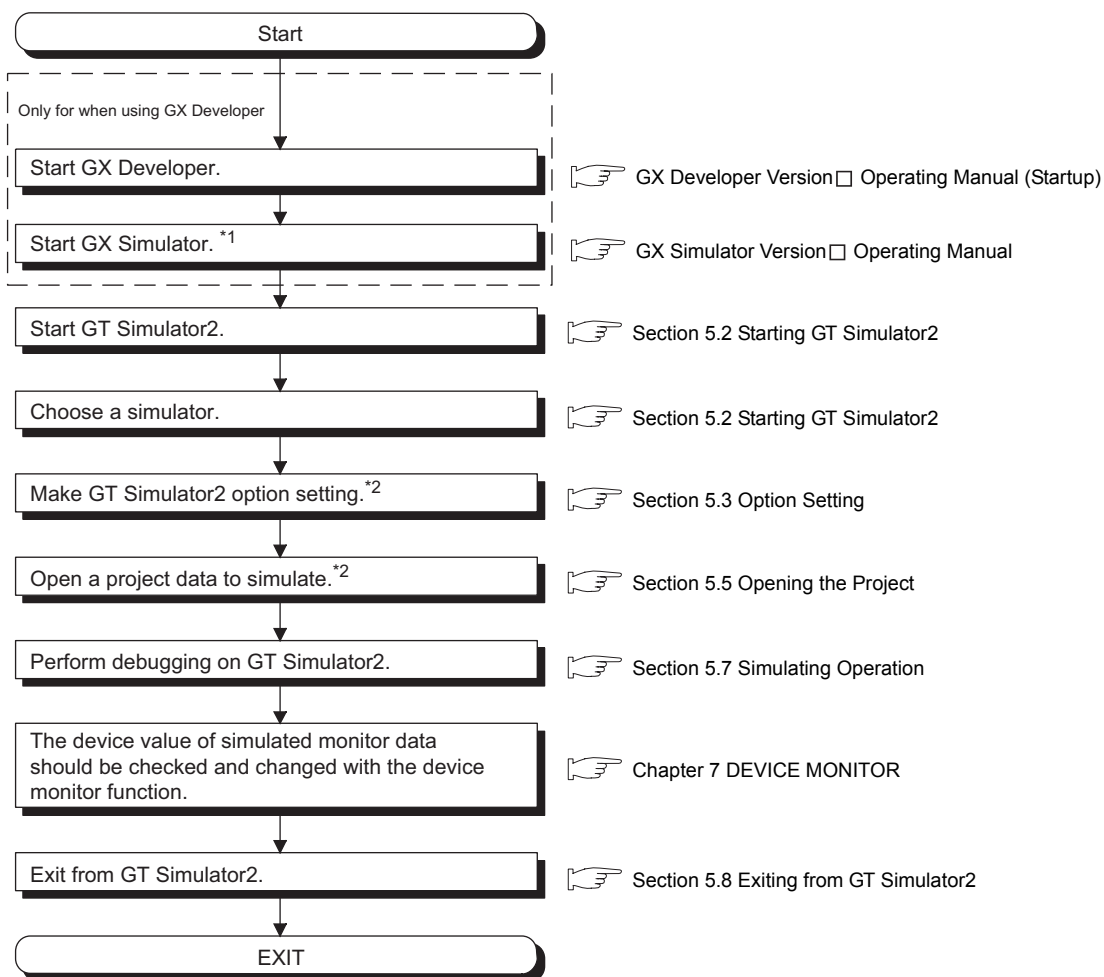 Start
Only for when using GX Developer
Start GX Developer.
GX Developer Version□ Operating Manual (Startup)
Start GX Simulator. *1
GX Simulator Version□ Operating Manual
Start GT Simulator2.
Section 5.2 Starting GT Simulator2
Choose a simulator.
Section 5.2 Starting GT Simulator2
Make GT Simulator2 option setting.*2
Section 5.3 Option Setting
Open a project data to simulate.*2
Section 5.5 Opening the Project
Perform debugging on GT Simulator2.
Section 5.7 Simulating Operation
The device value of simulated monitor data
should be checked and changed with the device
monitor function.
Chapter 7 DEVICE MONITOR
Exit from GT Simulator2.
Section 5.8 Exiting from GT Simulator2
EXIT